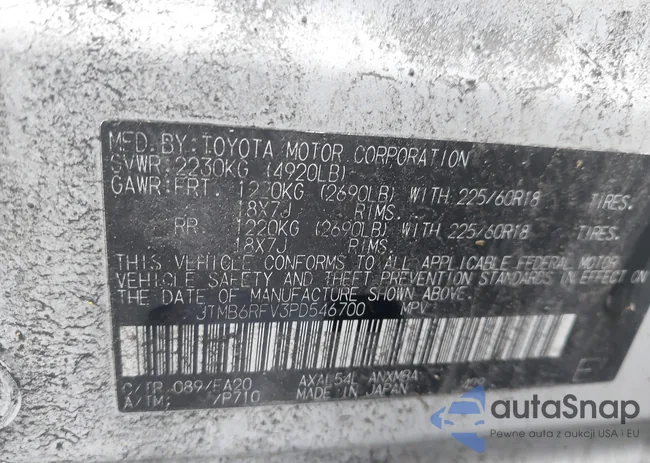 MFD. BY: TOYOTA MOTOR CORPORATION
GVWR: 2230KG (4920LB)
GAWR: FRT. 1220KG (2690LB) WITH 225/60R18 TIRES.
18X7J RIMS.
RR. 1220KG (2690LB) WITH 225/60R18 TIRES.
18X7J RIMS.
THIS VEHICLE CONFORMS TO ALL APPLICABLE FEDERAL MOTOR
VEHICLE SAFETY AND THEFT PREVENTION STANDARDS IN EFFECT ON
THE DATE OF MANUFACTURE SHOWN ABOVE.
JTMB6RFV3PD546700 MPV
C/TR: 089/EA20 AXAL54L ANXMBA
A/TM: /P710 MADE IN JAPAN
E
autaSnap
Pewne auta z aukcji USA i EU